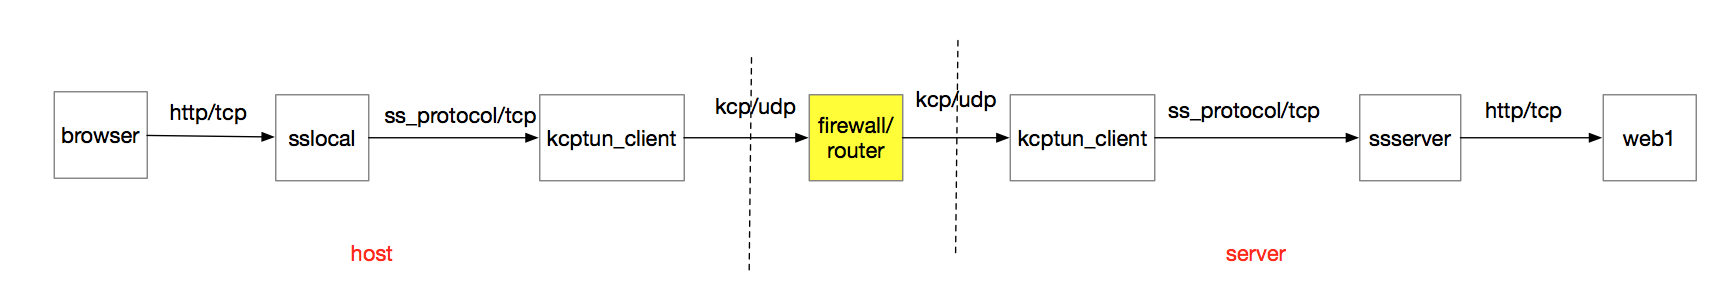 browser
http/tcp
sslocal
ss_protocol/tcp
kcptun_client
kcp/udp
firewall/
router
kcp/udp
kcptun_client
ss_protocol/tcp
ssserver
http/tcp
web1
host
server